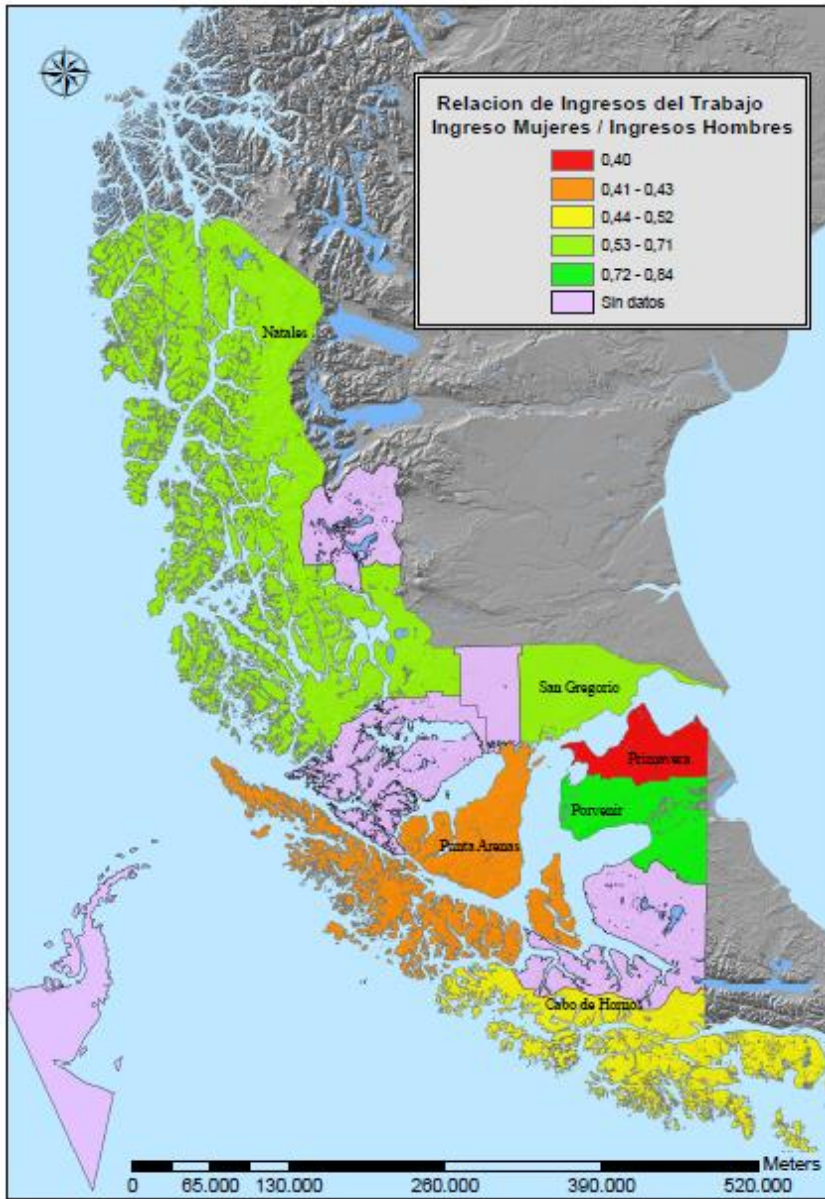 Relacion de Ingresos del Trabajo
Ingreso Mujeres / Ingresos Hombres
0,40
0,41 - 0,43
0,44 - 0,52
0,53 - 0,71
0,72 - 0,84
Sin datos
Natales
San Gregorio
Primavera
Porvenir
Punta Arenas
Cabo de Hornos
Meters
0 65.000 130.000 260.000 390.000 520.000